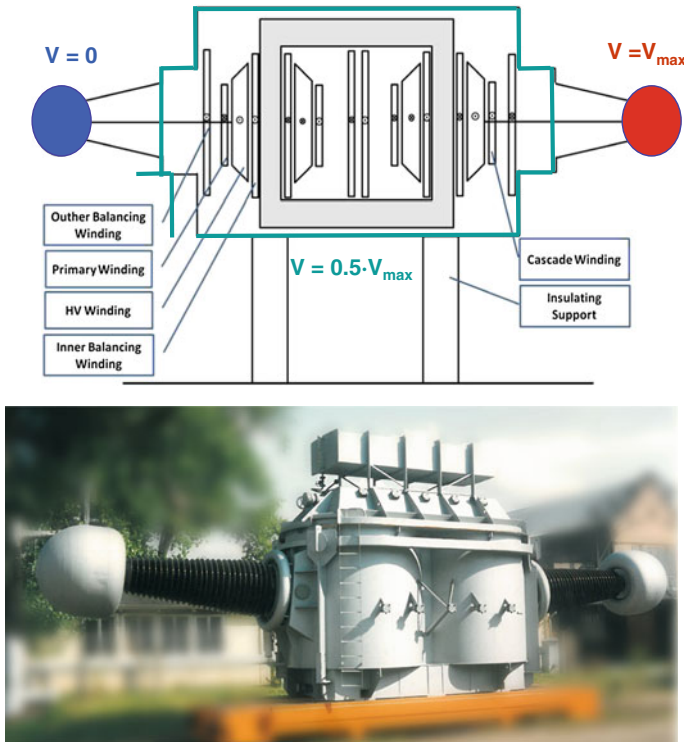 V = 0
V =Vmax
Outher Balancing
Winding
Primary Winding
HV Winding
Inner Balancing
Winding
V = 0.5·Vmax
Cascade Winding
Insulating
Support